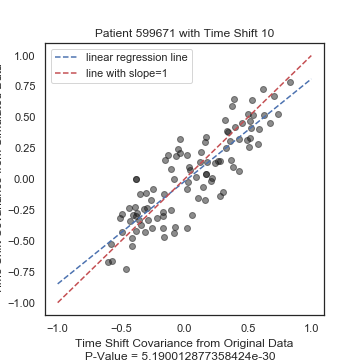 Patient 599671 with Time Shift 10
linear regression line
line with slope=1
1.00
0.75
0.50
0.25
0.00
−0.25
−0.50
−0.75
−1.00
−1.0
−0.5
0.0
0.5
1.0
Time Shift Covariance from Original Data
P-Value = 5.190012877358424e-30